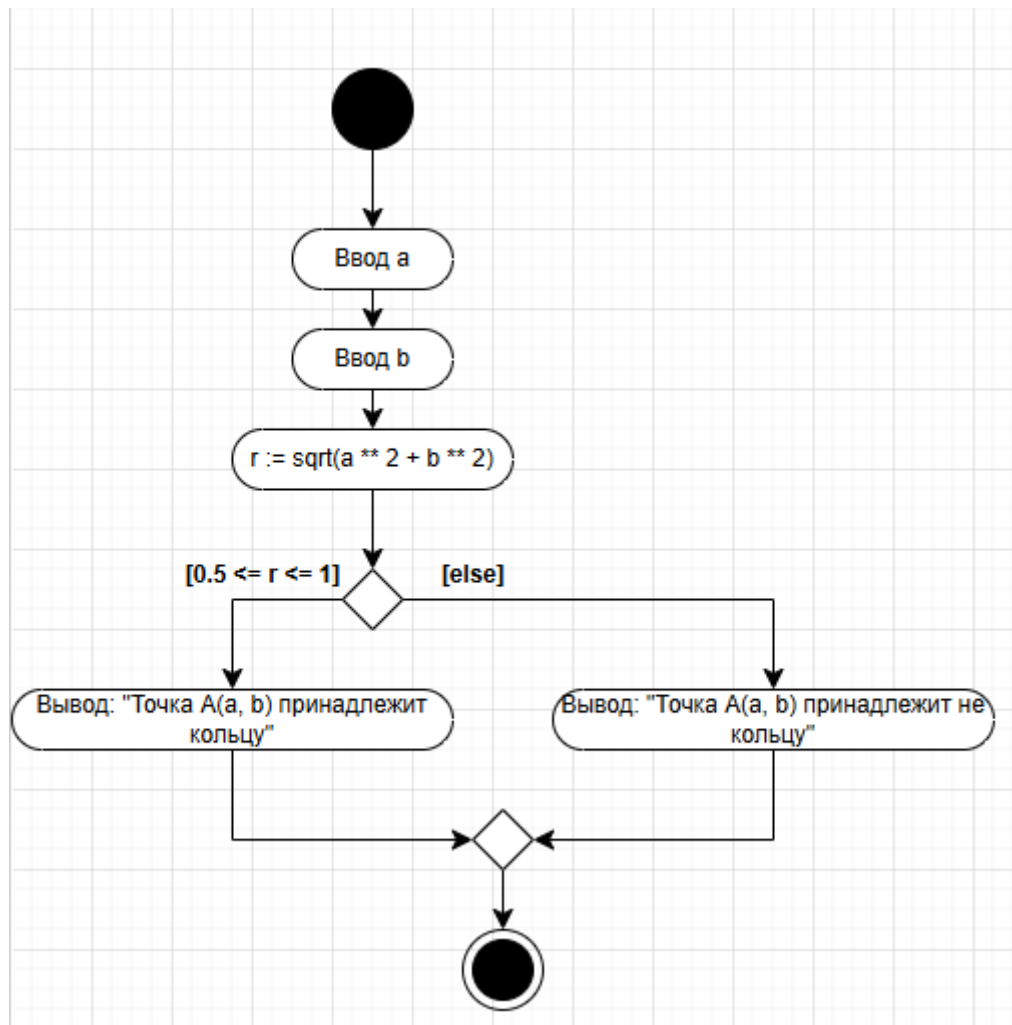 Ввод a
Ввод b
r := sqrt(a ** 2 + b ** 2)
[0.5 <= r <= 1]
[else]
Вывод: "Точка A(a, b) принадлежит
кольцу"
Вывод: "Точка A(a, b) принадлежит не
кольцу"